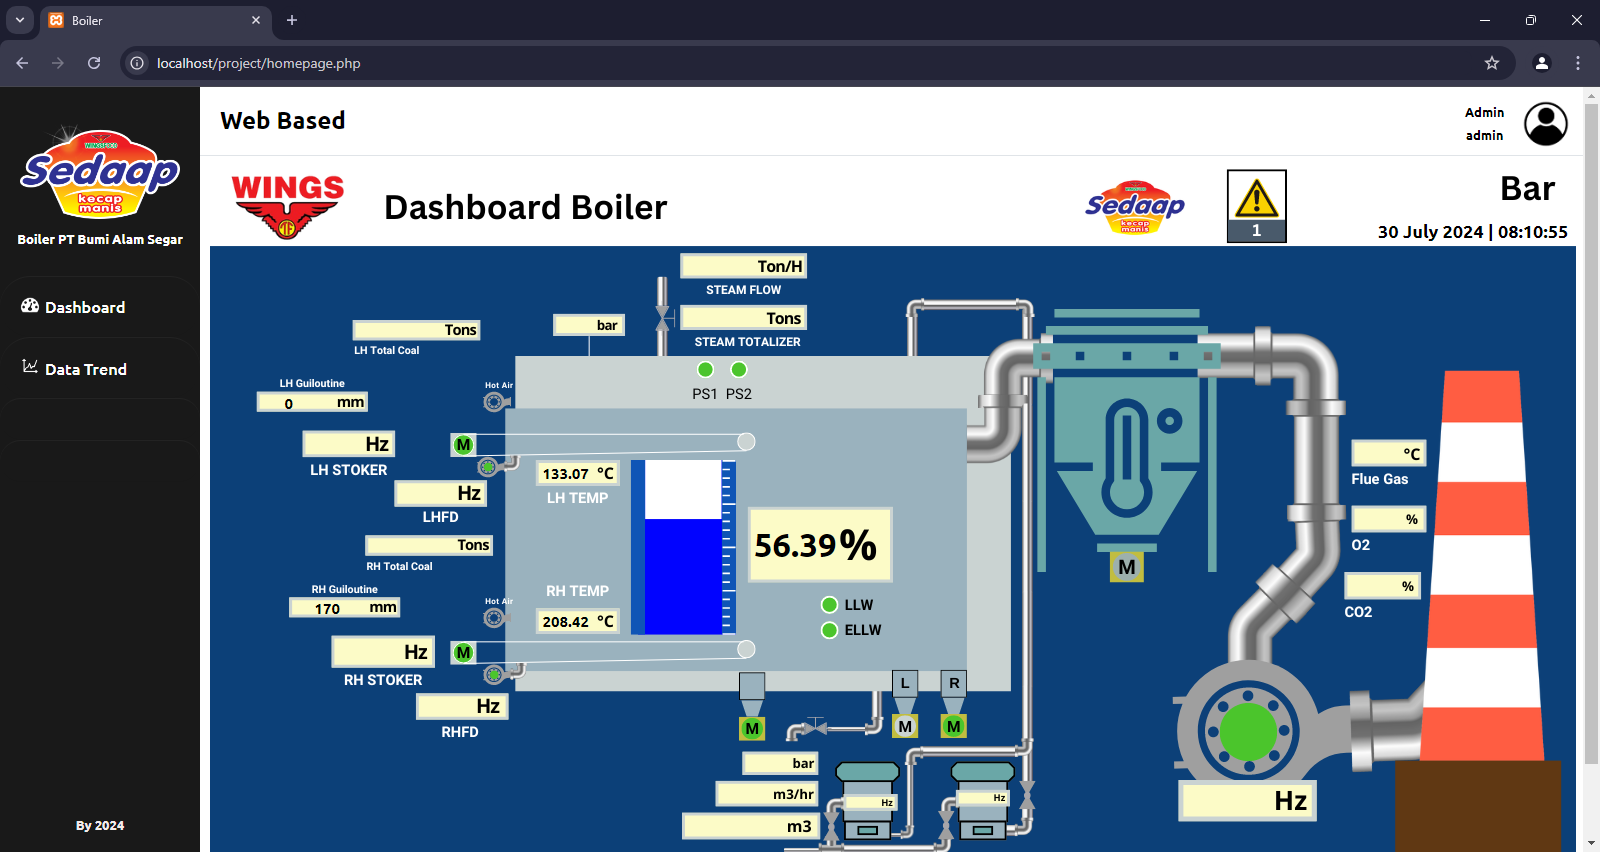 Boiler
localhost/project/homepage.php
WINGSFOOD
Sedaap
kecap
manis
Boiler PT Bumi Alam Segar
Dashboard
Data Trend
By 2024
Web Based
Admin
admin
WINGS
Dashboard Boiler
Sedaap
kecap
manis
1
Bar
30 July 2024 | 08:10:55
Ton/H
STEAM FLOW
Tons
STEAM TOTALIZER
bar
Tons
LH Total Coal
PS1 PS2
LH Guiloutine
0 mm
Hot Air
Hz
LH STOKER
M
133.07 °C
LH TEMP
Hz
LHFD
56.39%
Tons
RH Total Coal
RH Guiloutine
170 mm
Hot Air
RH TEMP
208.42 °C
LLW
ELLW
Hz
RH STOKER
M
Hz
RHFD
L
R
M
M
M
M
°C
Flue Gas
%
O2
%
CO2
bar
m3/hr
m3
Hz
Hz
Hz